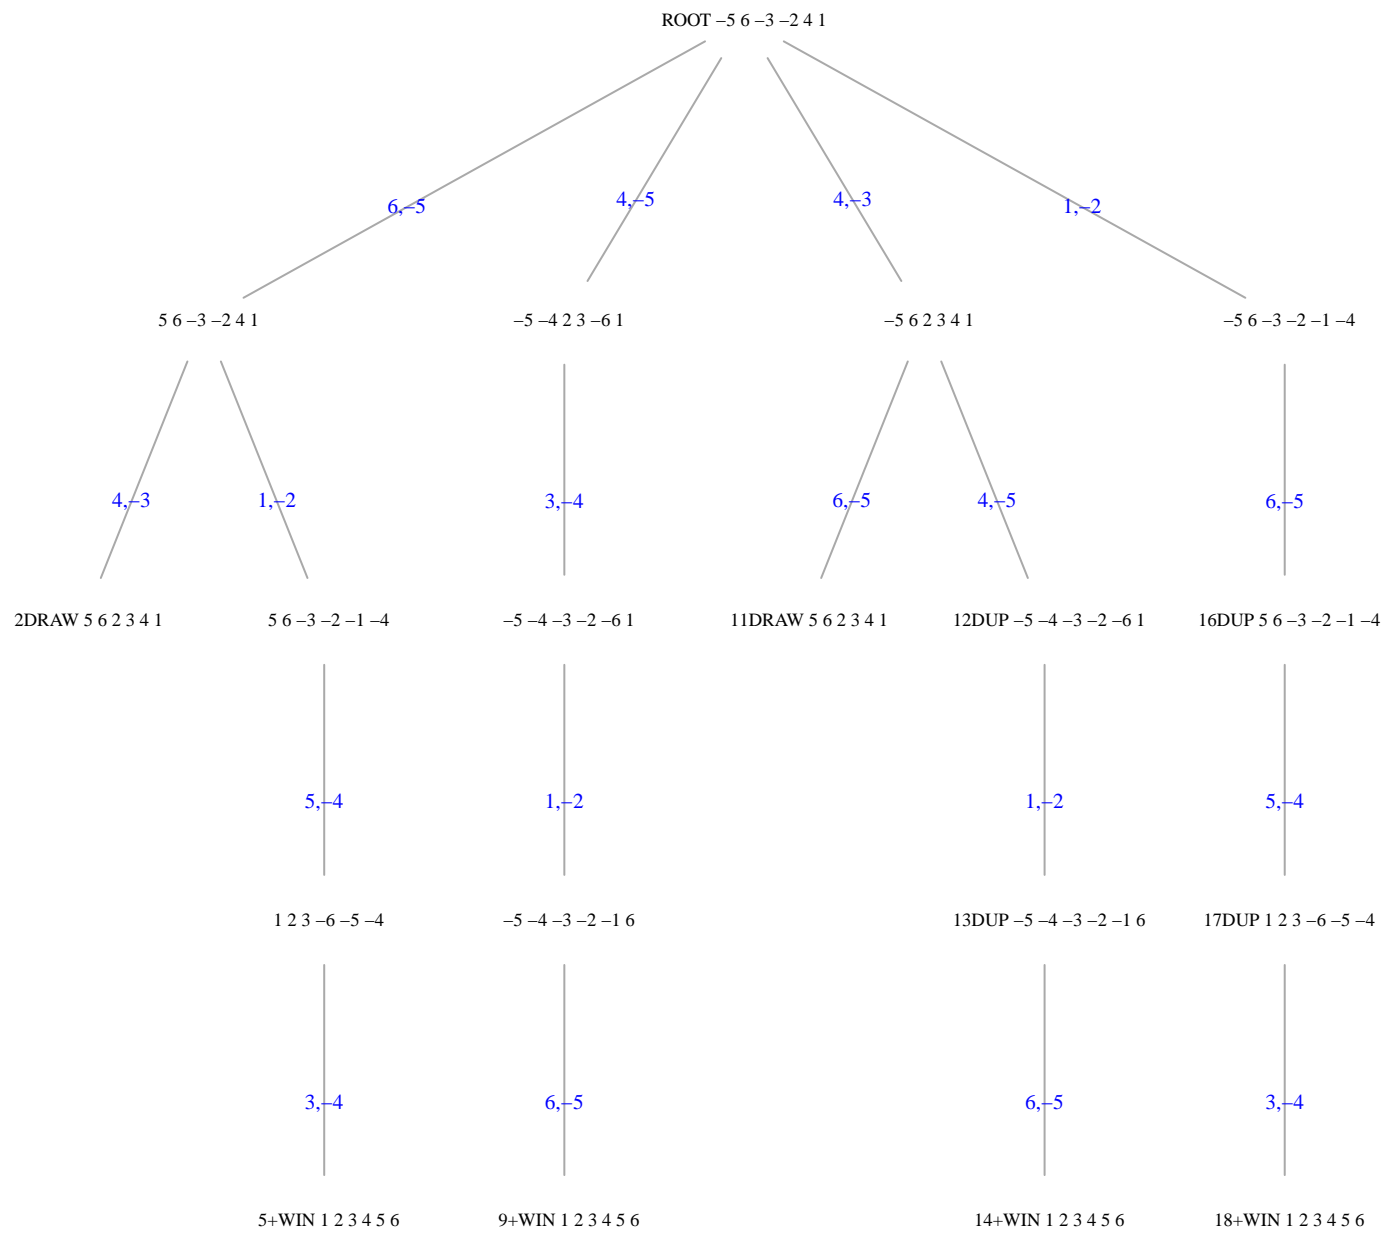 ROOT –5 6 –3 –2 4 1
6,–5
4,–5
4,–3
1,–2
5 6 –3 –2 4 1
–5 –4 2 3 –6 1
–5 6 2 3 4 1
–5 6 –3 –2 –1 –4
4,–3
1,–2
3,–4
6,–5
4,–5
6,–5
2DRAW 5 6 2 3 4 1
5 6 –3 –2 –1 –4
–5 –4 –3 –2 –6 1
11DRAW 5 6 2 3 4 1
12DUP –5 –4 –3 –2 –6 1
16DUP 5 6 –3 –2 –1 –4
5,–4
1,–2
1,–2
5,–4
1 2 3 –6 –5 –4
–5 –4 –3 –2 –1 6
13DUP –5 –4 –3 –2 –1 6
17DUP 1 2 3 –6 –5 –4
3,–4
6,–5
6,–5
3,–4
5+WIN 1 2 3 4 5 6
9+WIN 1 2 3 4 5 6
14+WIN 1 2 3 4 5 6
18+WIN 1 2 3 4 5 6